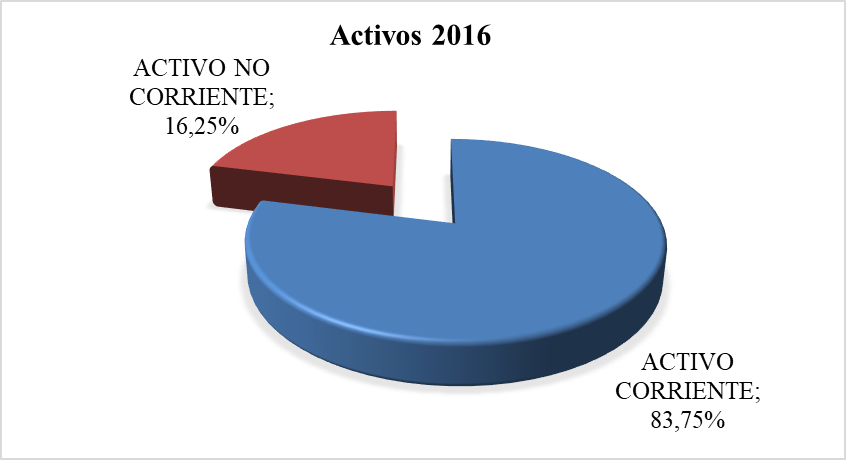 Activos 2016
ACTIVO NO
CORRIENTE;
16,25%
ACTIVO
CORRIENTE;
83,75%